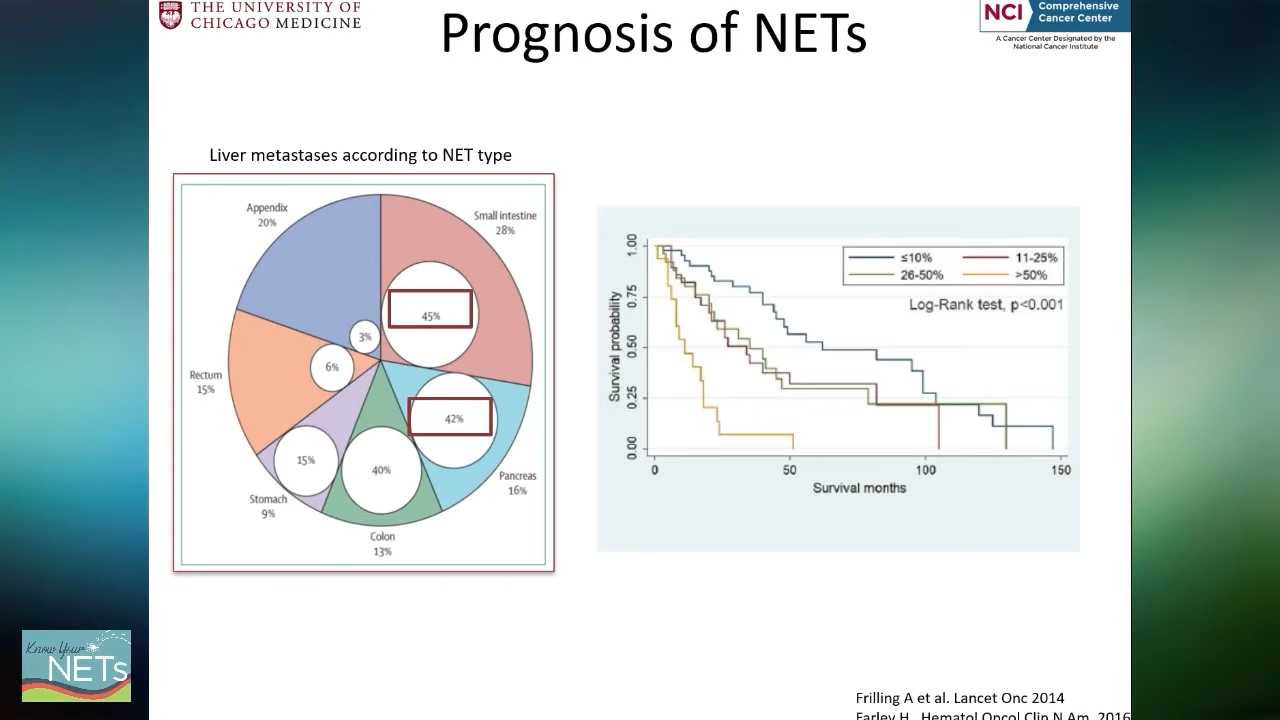 THE UNIVERSITY OF
CHICAGO MEDICINE
Prognosis of NETs
NCI
Comprehensive
Cancer Center
A Cancer Center Designated by the
National Cancer Institute
Liver metastases according to NET type
Appendix
20%
Small intestine
28%
45%
3%
6%
Rectum
15%
42%
15%
40%
Pancreas
16%
Stomach
9%
Colon
13%
≤10%
11-25%
26-50%
>50%
Log-Rank test, p<0.001
Survival probability
1.00
0.75
0.50
0.25
0.00
0
50
100
150
Survival months
Know Your
NETs
Frilling A et al. Lancet Onc 2014
Farley H, Hematol Oncol Clin N Am, 2016